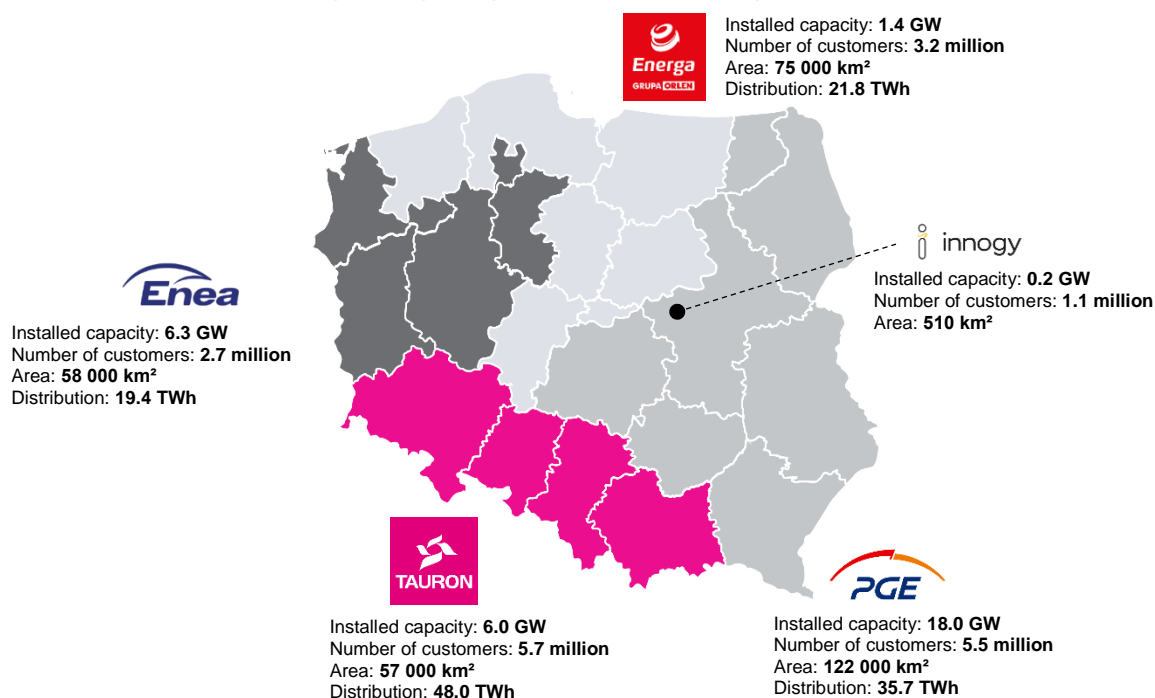 Energa
GRUPA ORLEN
Installed capacity: 1.4 GW
Number of customers: 3.2 million
Area: 75 000 km²
Distribution: 21.8 TWh
innogy
Installed capacity: 0.2 GW
Number of customers: 1.1 million
Area: 510 km²
Enea
Installed capacity: 6.3 GW
Number of customers: 2.7 million
Area: 58 000 km²
Distribution: 19.4 TWh
TAURON
Installed capacity: 6.0 GW
Number of customers: 5.7 million
Area: 57 000 km²
Distribution: 48.0 TWh
PGE
Installed capacity: 18.0 GW
Number of customers: 5.5 million
Area: 122 000 km²
Distribution: 35.7 TWh